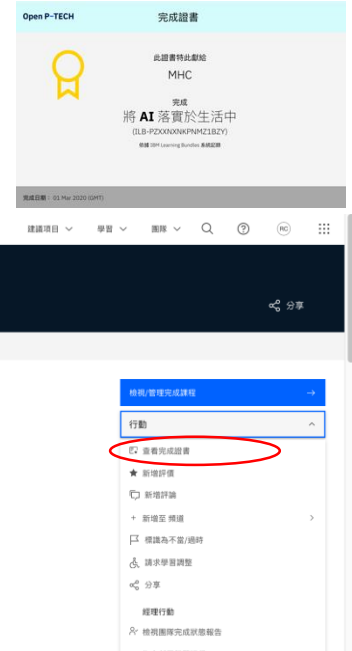 Open P-TECH
完成證書
此證書特此獻給
MHC
完成
將 AI 落實於生活中
(ILB-PZXXNXNKPNMZ1BZY)
根據 IBM Learning Bundles 系統記錄
完成日期： 01 Mar 2020 (GMT)
建議項目
學習
團隊
RC
分享
檢視/管理完成課程
行動
查看完成證書
新增評價
新增評論
+ 新增至 頻道
標識為不當/過時
請求學習調整
分享
經理行動
檢視團隊完成狀態報告